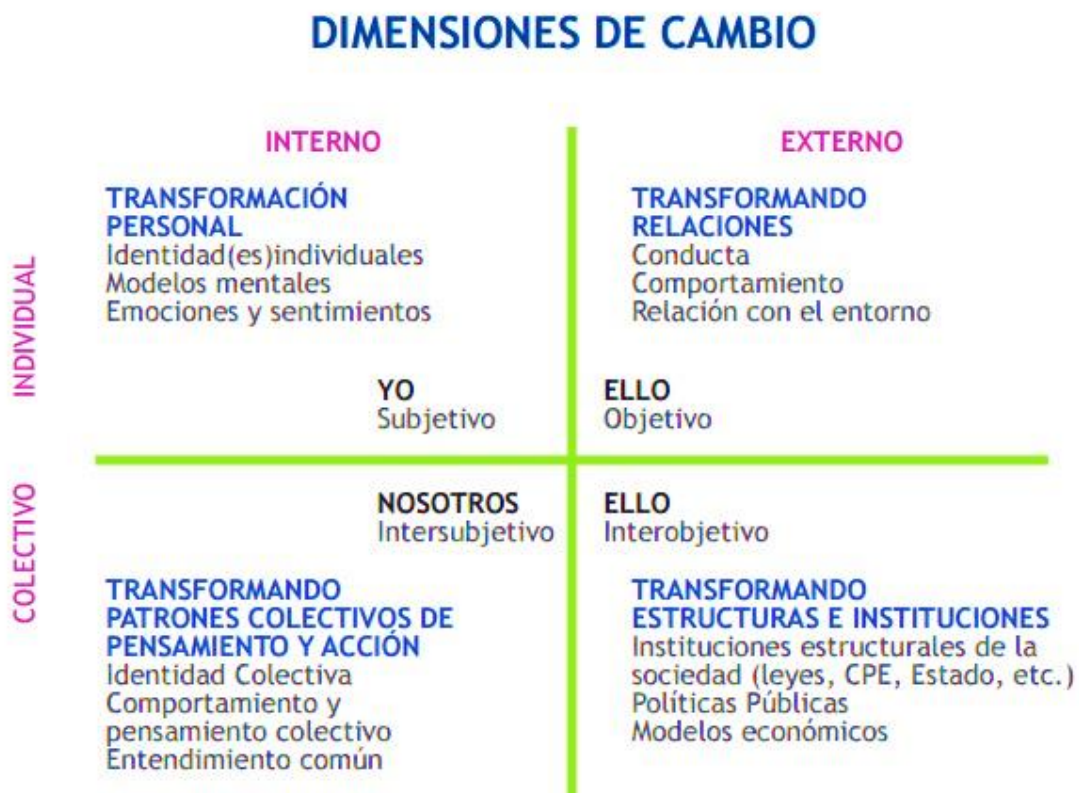 DIMENSIONES DE CAMBIO
INTERNO
EXTERNO
INDIVIDUAL
TRANSFORMACIÓN
PERSONAL
Identidad(es)individuales
Modelos mentales
Emociones y sentimientos
YO
Subjetivo
TRANSFORMANDO
RELACIONES
Conducta
Comportamiento
Relación con el entorno
ELLO
Objetivo
COLECTIVO
NOSOTROS
Intersubjetivo
TRANSFORMANDO
PATRONES COLECTIVOS DE
PENSAMIENTO Y ACCIÓN
Identidad Colectiva
Comportamiento y
pensamiento colectivo
Entendimiento común
ELLO
Interobjetivo
TRANSFORMANDO
ESTRUCTURAS E INSTITUCIONES
Instituciones estructurales de la
sociedad (leyes, CPE, Estado, etc.)
Políticas Públicas
Modelos económicos